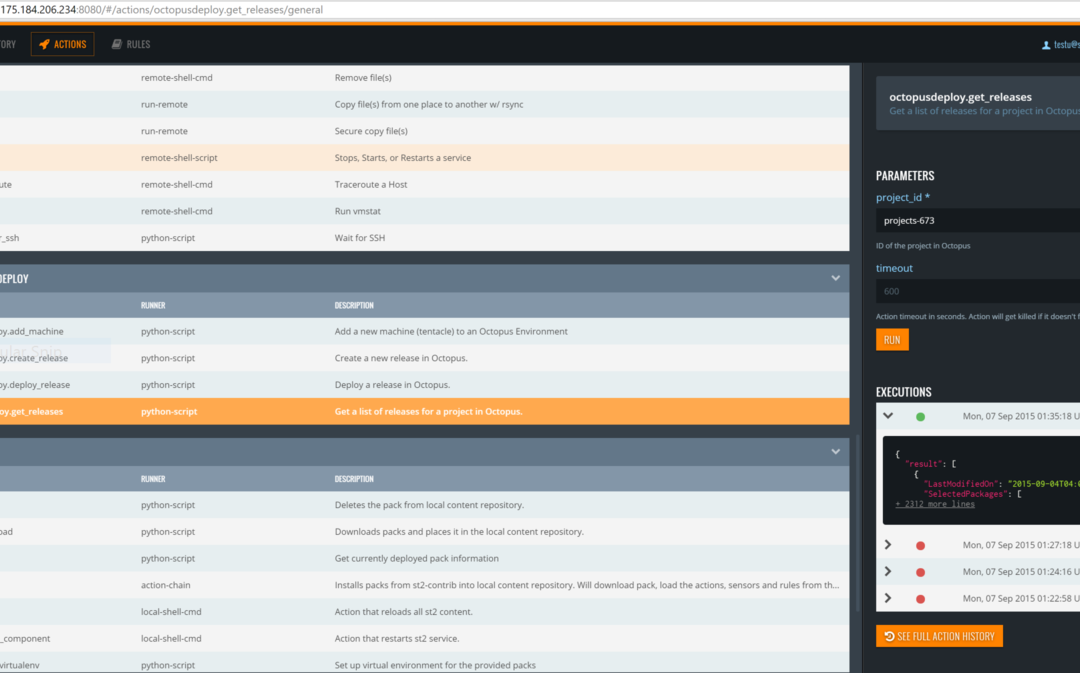 175.184.206.234:8080/#/actions/octopusdeploy.get_releases/general
ORY ACTIONS RULES testu@s
remote-shell-cmd Remove file(s)
run-remote Copy file(s) from one place to another w/ rsync
run-remote Secure copy file(s)
remote-shell-script Stops, Starts, or Restarts a service
ute remote-shell-cmd Traceroute a Host
remote-shell-cmd Run vmstat
r_ssh python-script Wait for SSH
DEPLOY
RUNNER DESCRIPTION
oy.add_machine python-script Add a new machine (tentacle) to an Octopus Environment
oy.create_release python-script Create a new release in Octopus.
oy.deploy_release python-script Deploy a release in Octopus.
oy.get_releases python-script Get a list of releases for a project in Octopus.
RUNNER DESCRIPTION
python-script Deletes the pack from local content repository.
oad python-script Downloads packs and places it in the local content repository.
python-script Get currently deployed pack information
action-chain Installs packs from st2-contrib into local content repository. Will download pack, load the actions, sensors and rules from th...
local-shell-cmd Action that reloads all st2 content.
_component local-shell-cmd Action that restarts st2 service.
virtualenv python-script Set up virtual environment for the provided packs
octopusdeploy.get_releases
Get a list of releases for a project in Octopus
PARAMETERS
project_id *
projects-673
ID of the project in Octopus
timeout
600
Action timeout in seconds. Action will get killed if it doesn't f
RUN
EXECUTIONS
Mon, 07 Sep 2015 01:35:18 U
{
"result": [
{
"LastModifiedOn": "2015-09-04T04:0
"SelectedPackages": [
+ 2312 more lines
Mon, 07 Sep 2015 01:27:18 U
Mon, 07 Sep 2015 01:24:16 U
Mon, 07 Sep 2015 01:22:58 U
SEE FULL ACTION HISTORY